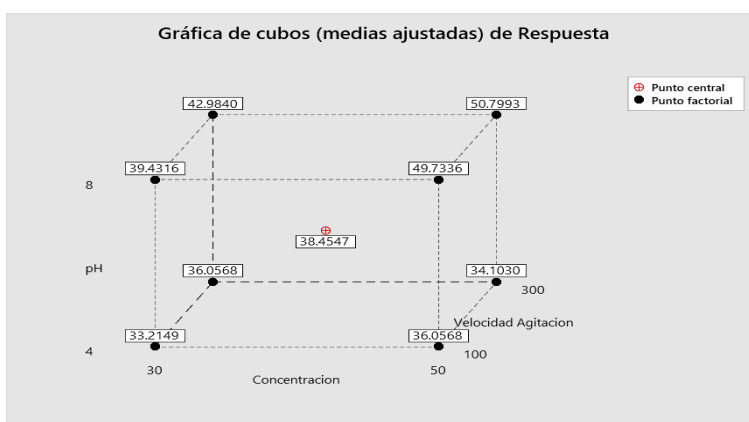 Gráfica de cubos (medias ajustadas) de Respuesta
Punto central
Punto factorial
42.9840
50.7993
39.4316
49.7336
8
38.4547
pH
36.0568
34.1030
300
Velocidad Agitacion
33.2149
36.0568
4
100
30
50
Concentracion